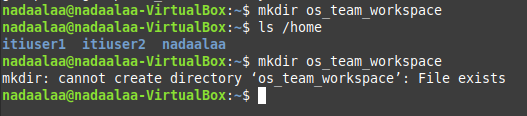 nadaalaa@nadaalaa-VirtualBox:~$ mkdir os_team_workspace
nadaalaa@nadaalaa-VirtualBox:~$ ls /home
itiuser1  itiuser2  nadaalaa
nadaalaa@nadaalaa-VirtualBox:~$ mkdir os_team_workspace
mkdir: cannot create directory ‘os_team_workspace’: File exists
nadaalaa@nadaalaa-VirtualBox:~$